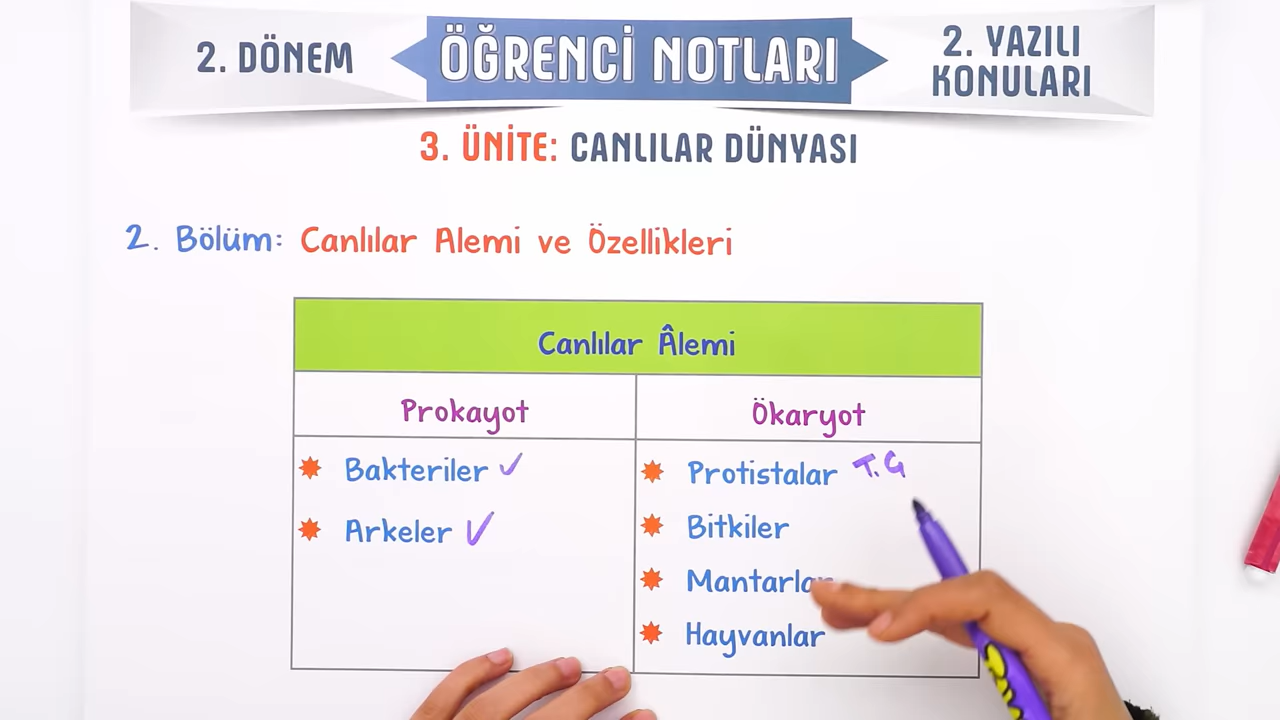 2. DÖNEM
ÖĞRENCİ NOTLARI
2. YAZILI
KONULARI
3. ÜNİTE: CANLILAR DÜNYASI
2. Bölüm: Canlılar Alemi ve Özellikleri
Canlılar Âlemi
Prokayot
Ökaryot
Bakteriler
Arkeler
Protistalar T.G
Bitkiler
Mantarlar
Hayvanlar